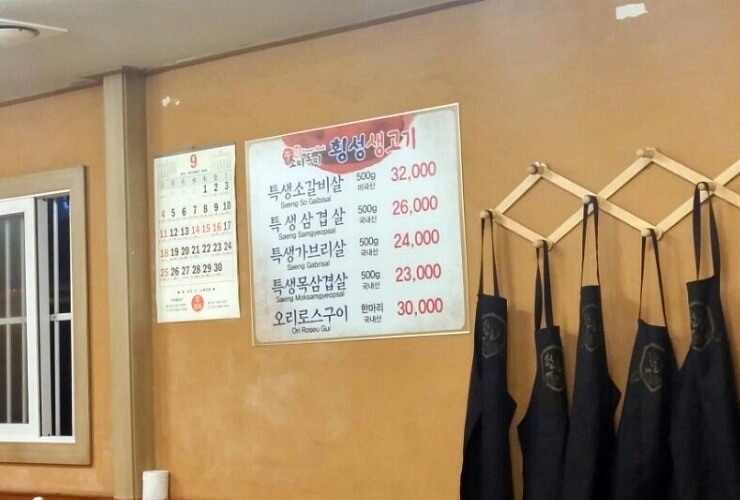 9
1 2 3
4 5 6 7 8 9 10
11 12 13 14 15 16 17
18 19 20 21 22 23 24
25 26 27 28 29 30
횡성생고기
특생소갈비살 500g 미국산 32,000
Saeng So Galbisal
특생삼겹살 500g 국내산 26,000
Saeng Samgyeopsal
특생가브리살 500g 국내산 24,000
Saeng Gabrisal
특생목삼겹살 500g 국내산 23,000
Saeng Moksamgyeopsal
오리로스구이 한마리 국내산 30,000
Ori Roseu Gui